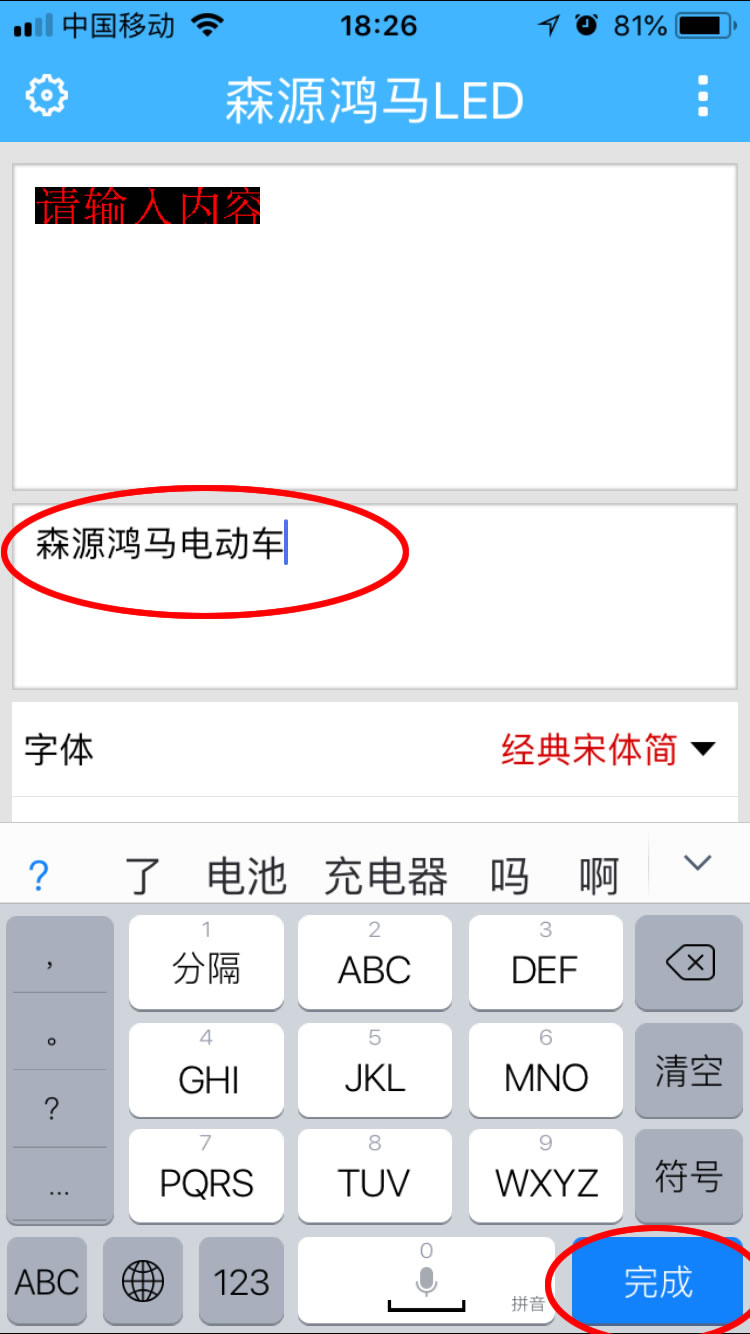 中国移动 18:26 81%
森源鸿马LED
请输入内容
森源鸿马电动车
字体 经典宋体简
? 了 电池 充电器 吗 啊
， 1 分隔 2 ABC 3 DEF
。 4 GHI 5 JKL 6 MNO 清空
? 7 PQRS 8 TUV 9 WXYZ 符号
...
ABC 123 0 拼音 完成